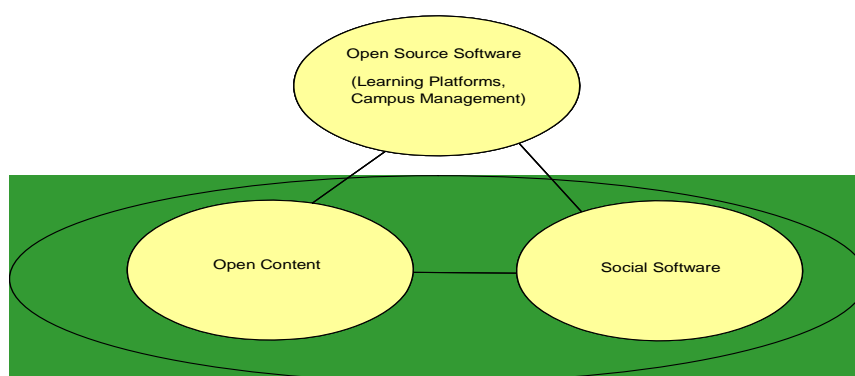 Open Source Software
(Learning Platforms,
Campus Management)
Open Content
Social Software